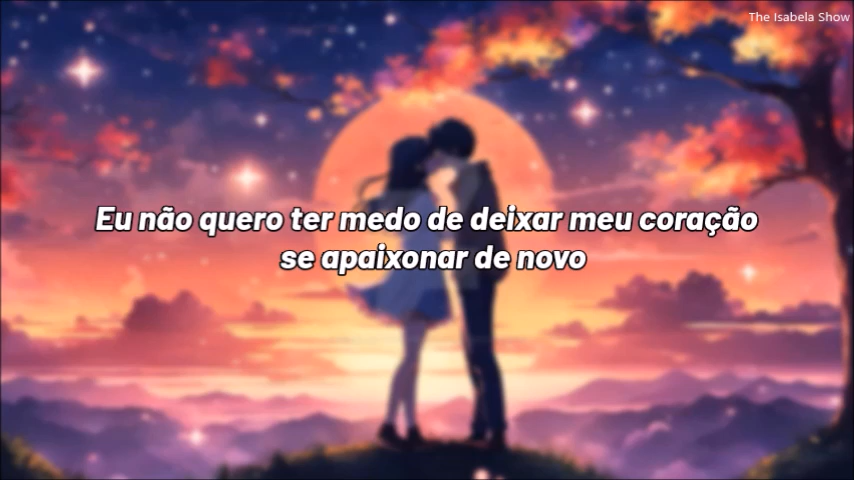 The Isabela Show
Eu não quero ter medo de deixar meu coração
se apaixonar de novo